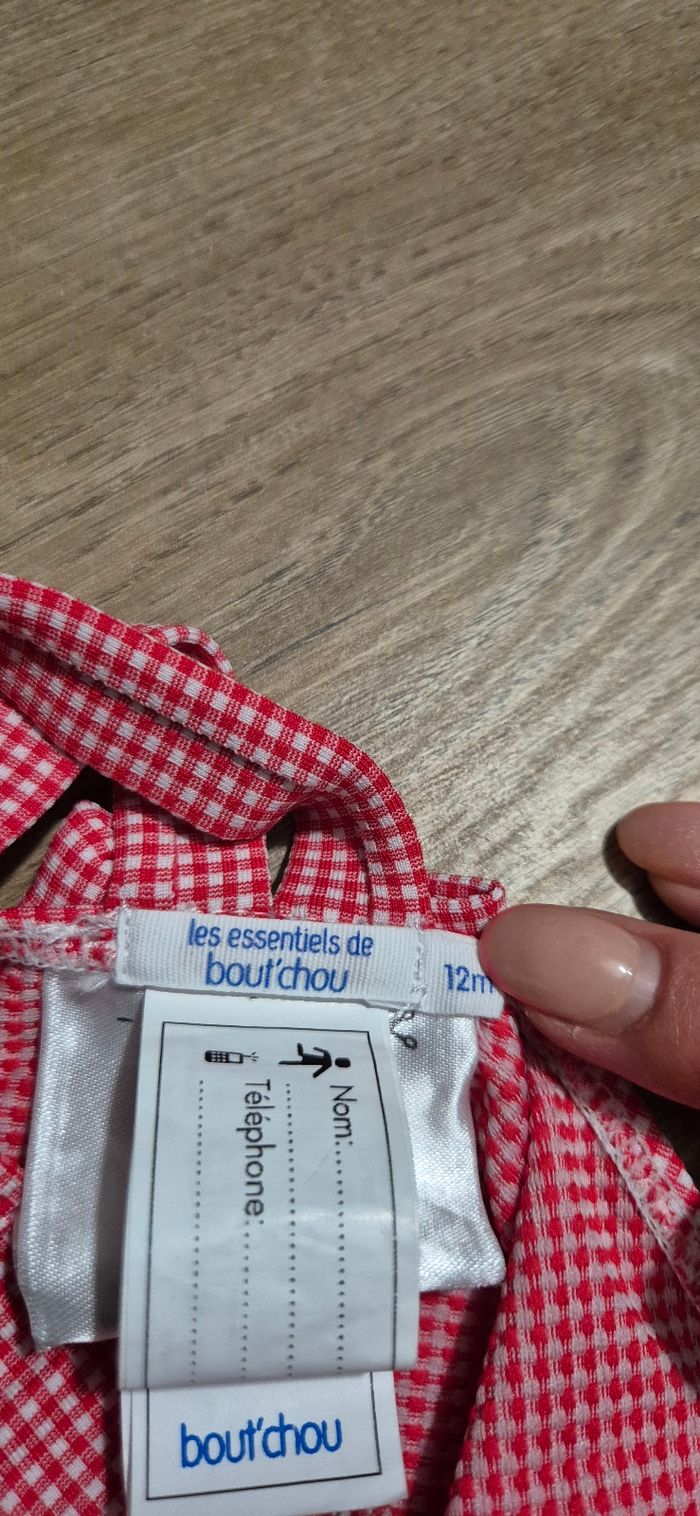 les essentiels de
bout'chou
12m
Nom:..........
Téléphone:..........
bout'chou